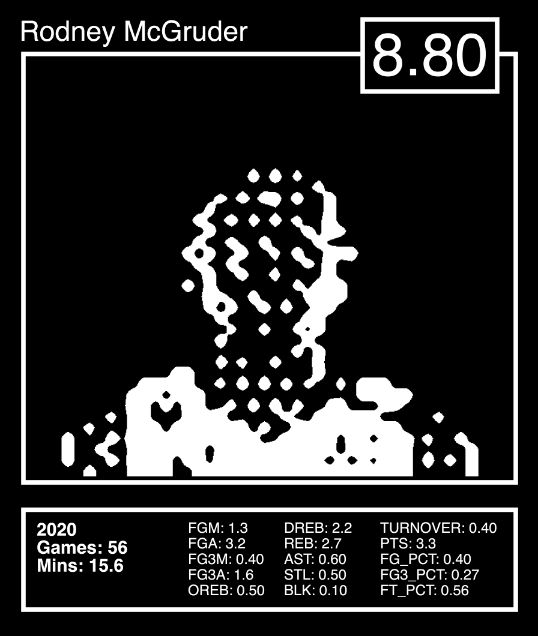 Rodney McGruder
8.80
2020
Games: 56
Mins: 15.6
FGM: 1.3
FGA: 3.2
FG3M: 0.40
FG3A: 1.6
OREB: 0.50
DREB: 2.2
REB: 2.7
AST: 0.60
STL: 0.50
BLK: 0.10
TURNOVER: 0.40
PTS: 3.3
FG_PCT: 0.40
FG3_PCT: 0.27
FT_PCT: 0.56